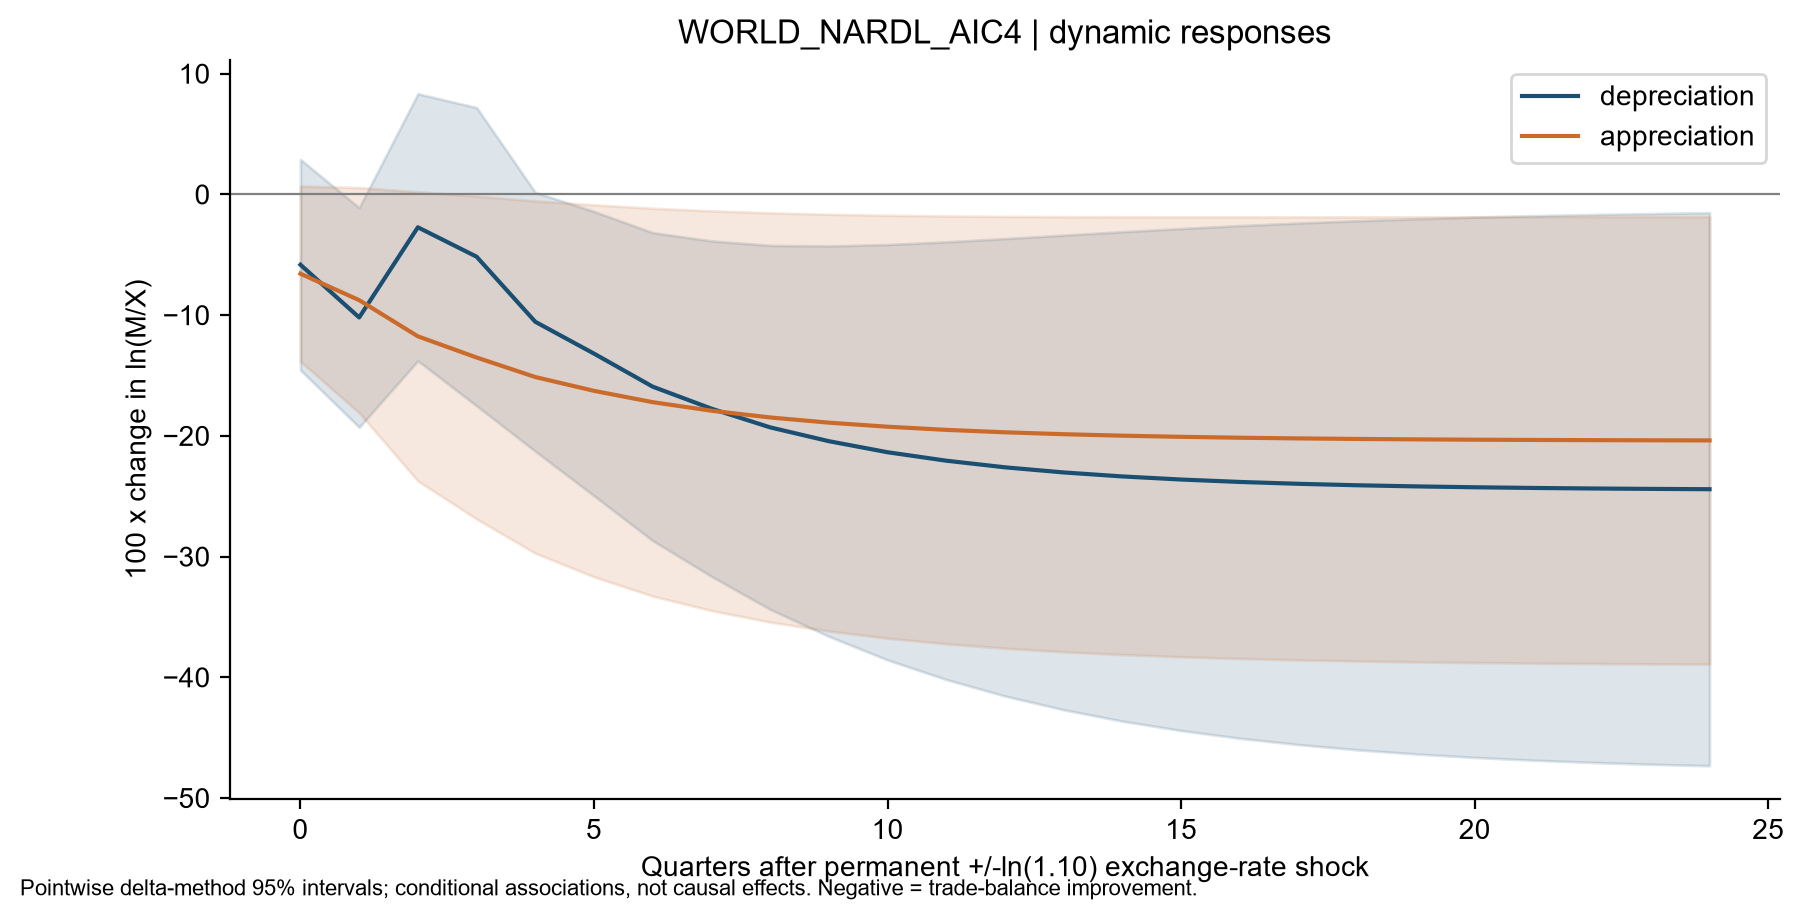 WORLD_NARDL_AIC4 | dynamic responses
10
0
−10
−20
−30
−40
−50
100 x change in ln(M/X)
depreciation
appreciation
0
5
10
15
20
25
Quarters after permanent +/-ln(1.10) exchange-rate shock
Pointwise delta-method 95% intervals; conditional associations, not causal effects. Negative = trade-balance improvement.